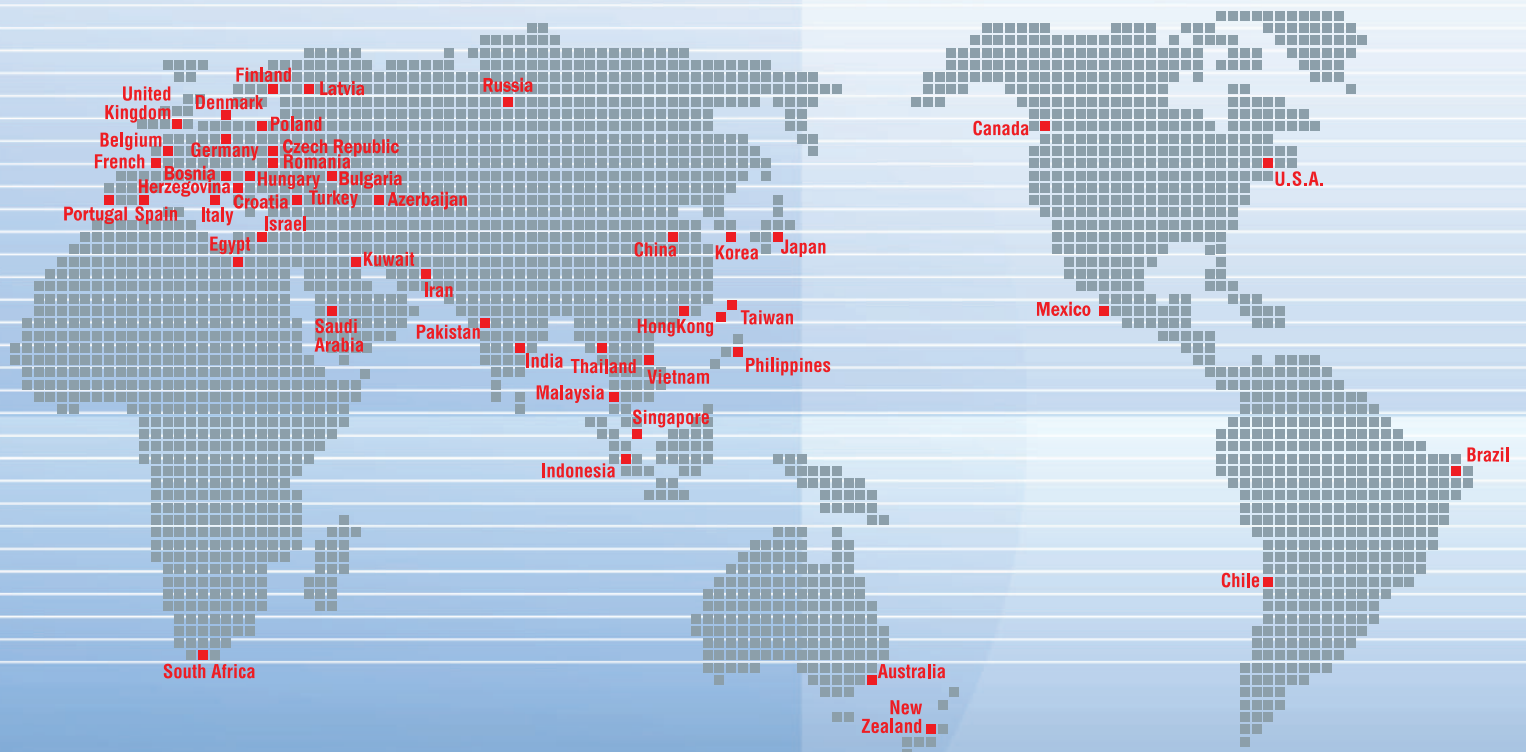 Finland
Latvia
Russia
United
Kingdom
Denmark
Poland
Belgium
Germany
Czech Republic
French
Romania
Bosnia
Herzegovina
Hungary
Bulgaria
Portugal
Spain
Italy
Croatia
Turkey
Azerbaijan
Israel
Egypt
Kuwait
Iran
China
Korea
Japan
Saudi
Arabia
Pakistan
India
Thailand
HongKong
Taiwan
Vietnam
Philippines
Malaysia
Singapore
Indonesia
South Africa
Australia
New
Zealand
Canada
U.S.A.
Mexico
Brazil
Chile